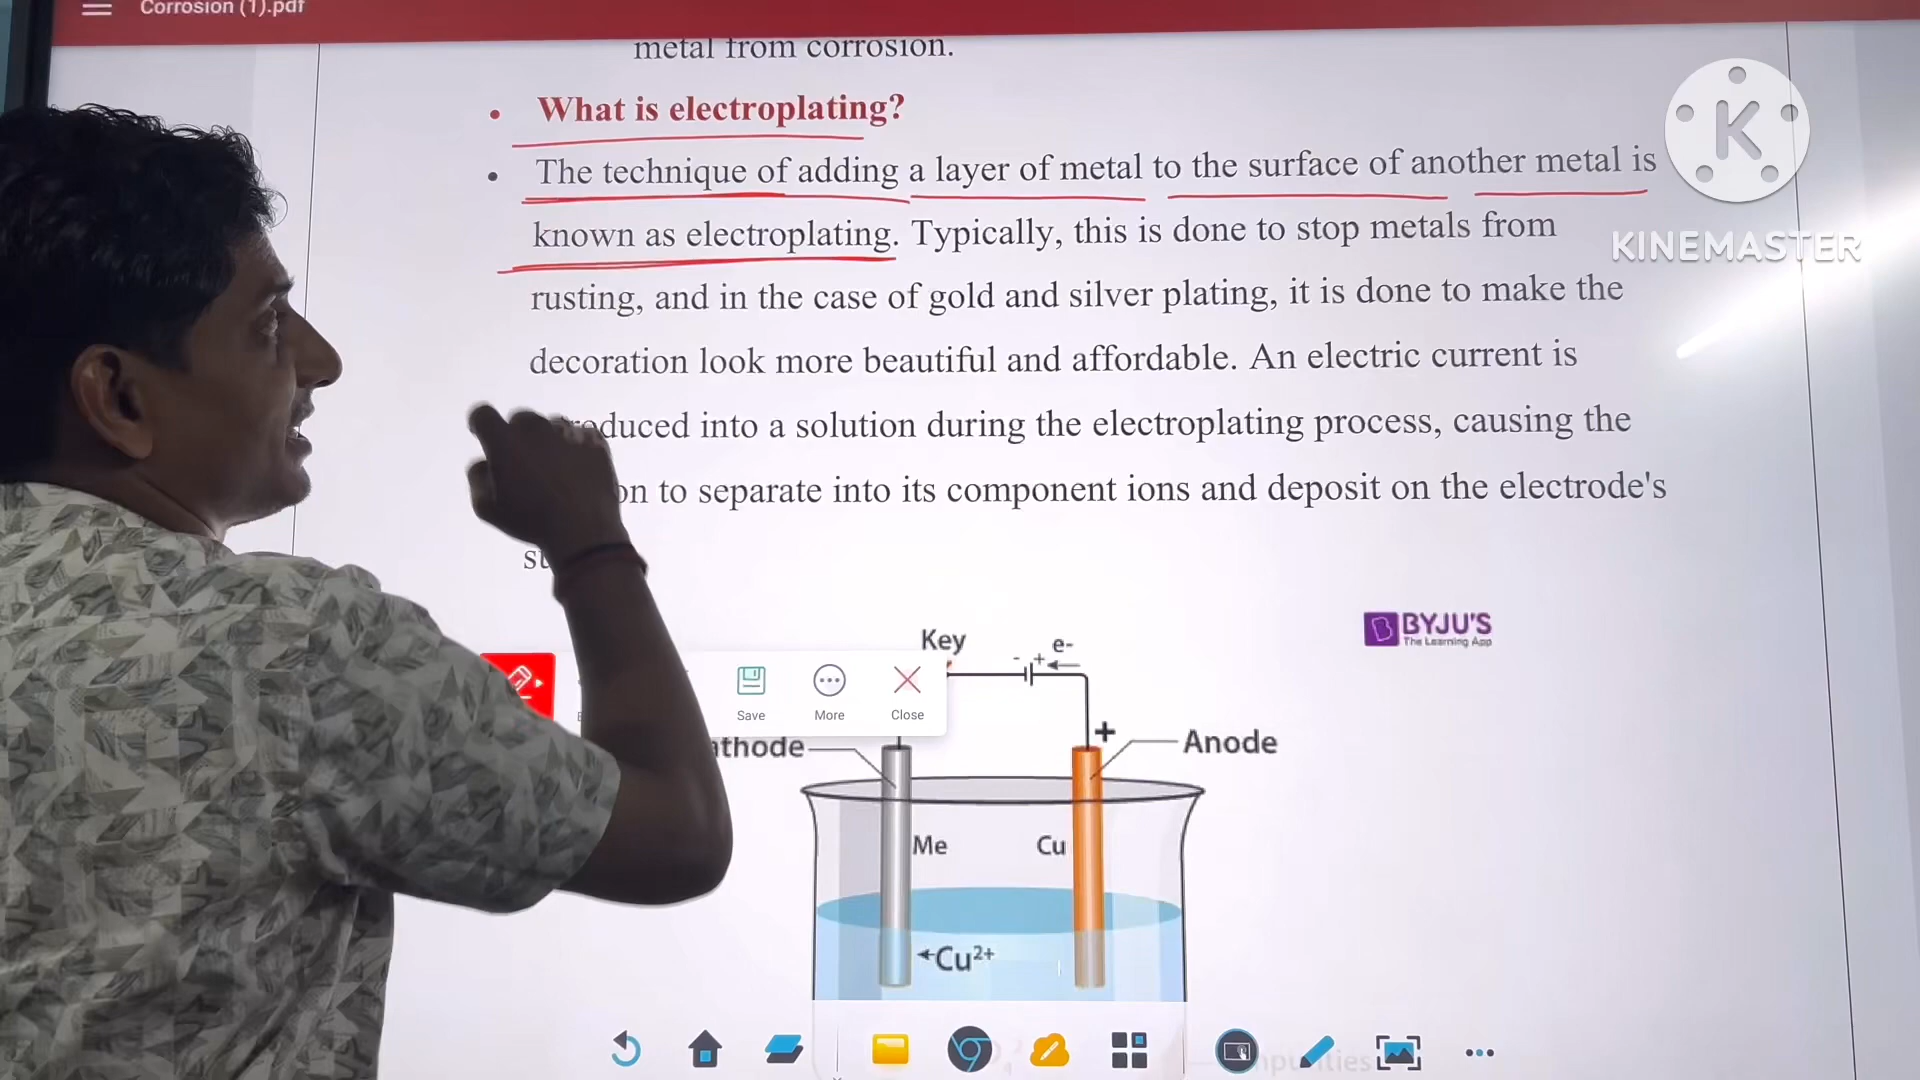 Corrosion (1).pdf
metal from corrosion.
• What is electroplating?
• The technique of adding a layer of metal to the surface of another metal is
known as electroplating. Typically, this is done to stop metals from
rusting, and in the case of gold and silver plating, it is done to make the
decoration look more beautiful and affordable. An electric current is
into a solution during the electroplating process, causing the
to separate into its component ions and deposit on the electrode's
K
KINEMASTER
BYJU'S
The Learning App
Key
- +
e-
Save
More
Close
+
Anode
Me
Cu
Cu²⁺